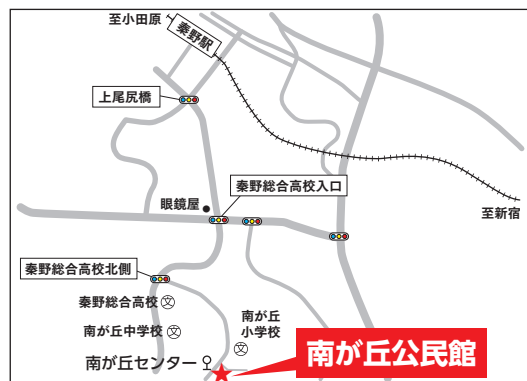 至小田原
秦野駅
上尾尻橋
秦野総合高校入口
眼鏡屋
至新宿
秦野総合高校北側
秦野総合高校 文
南が丘中学校 文
南が丘
小学校
文
南が丘センター
南が丘公民館